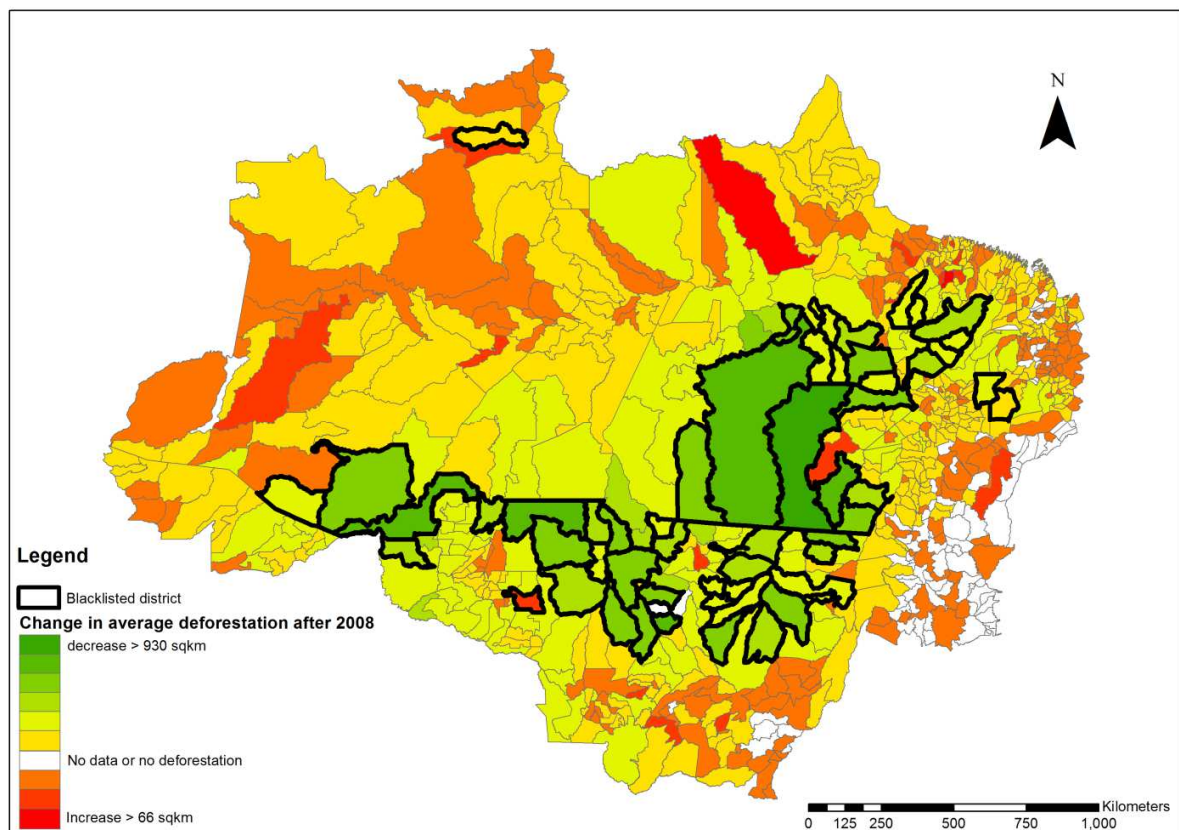 N
Legend
Blacklisted district
Change in average deforestation after 2008
decrease > 930 sqkm
No data or no deforestation
Increase > 66 sqkm
Kilometers
0 125 250 500 750 1,000